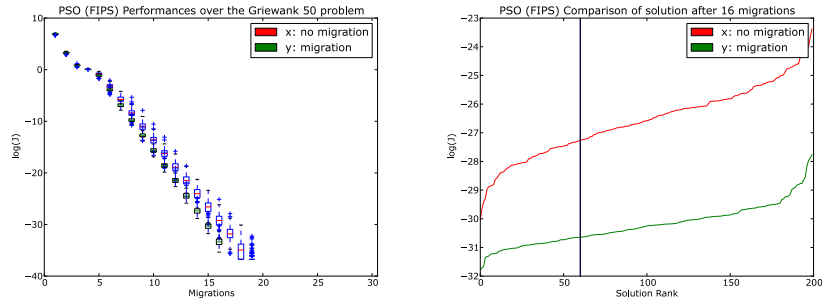 PSO (FIPS) Performances over the Griewank 50 problem
x: no migration
y: migration
log(J)
10
0
−10
−20
−30
−40
0 5 10 15 20 25 30
Migrations
PSO (FIPS) Comparison of solution after 16 migrations
x: no migration
y: migration
log(J)
−23
−24
−25
−26
−27
−28
−29
−30
−31
−32
0 50 100 150 200
Solution Rank